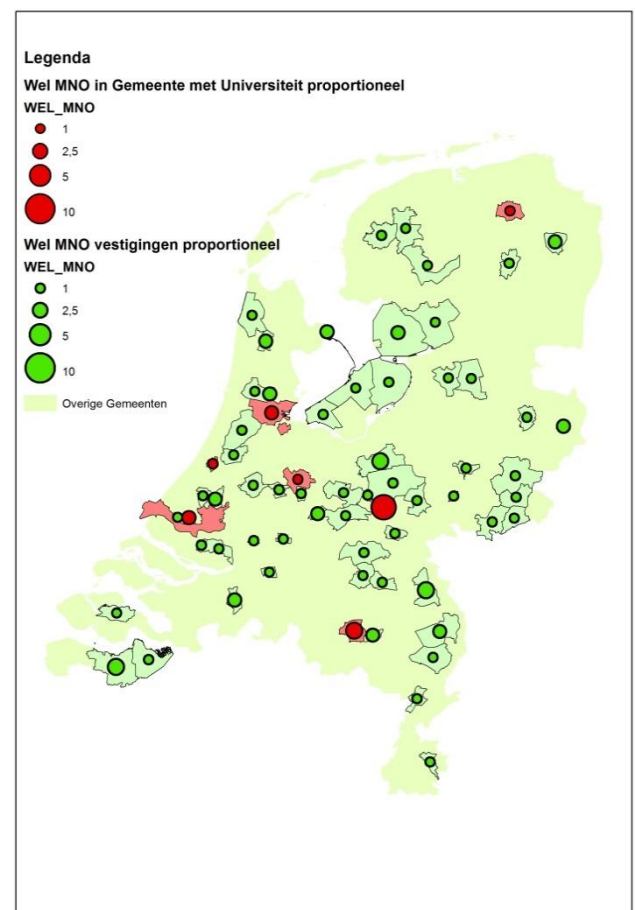 Legenda
Wel MNO in Gemeente met Universiteit proportioneel
WEL_MNO
1
2,5
5
10
Wel MNO vestigingen proportioneel
WEL_MNO
1
2,5
5
10
Overige Gemeenten